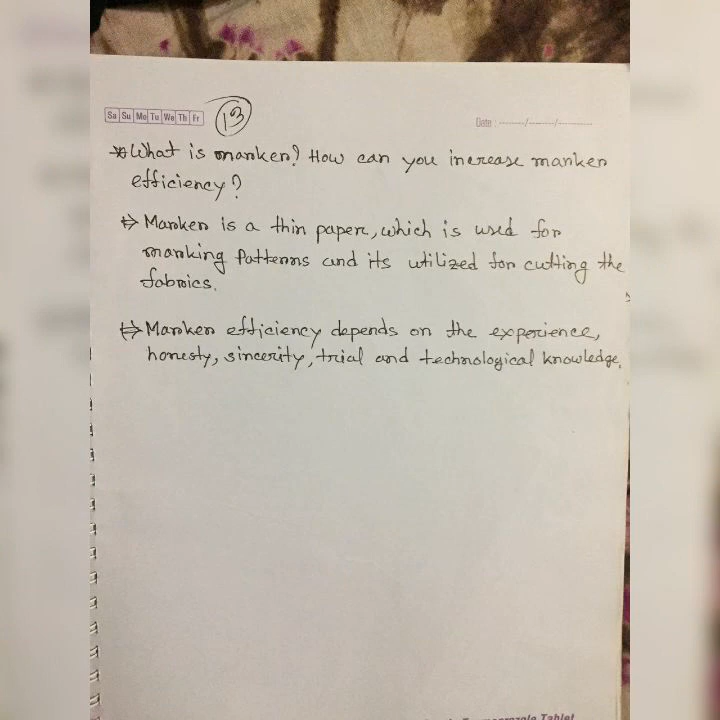 Sa Su Mo Tu We Th Fr
13
Date : --------/--------/----------
* What is marker? How can you increase marker
efficiency?
⇒ Marker is a thin paper, which is used for
marking patterns and its utilized for cutting the
fabrics.
⇒ Marker efficiency depends on the experience,
honesty, sincerity, trial and technological knowledge.
Tablet